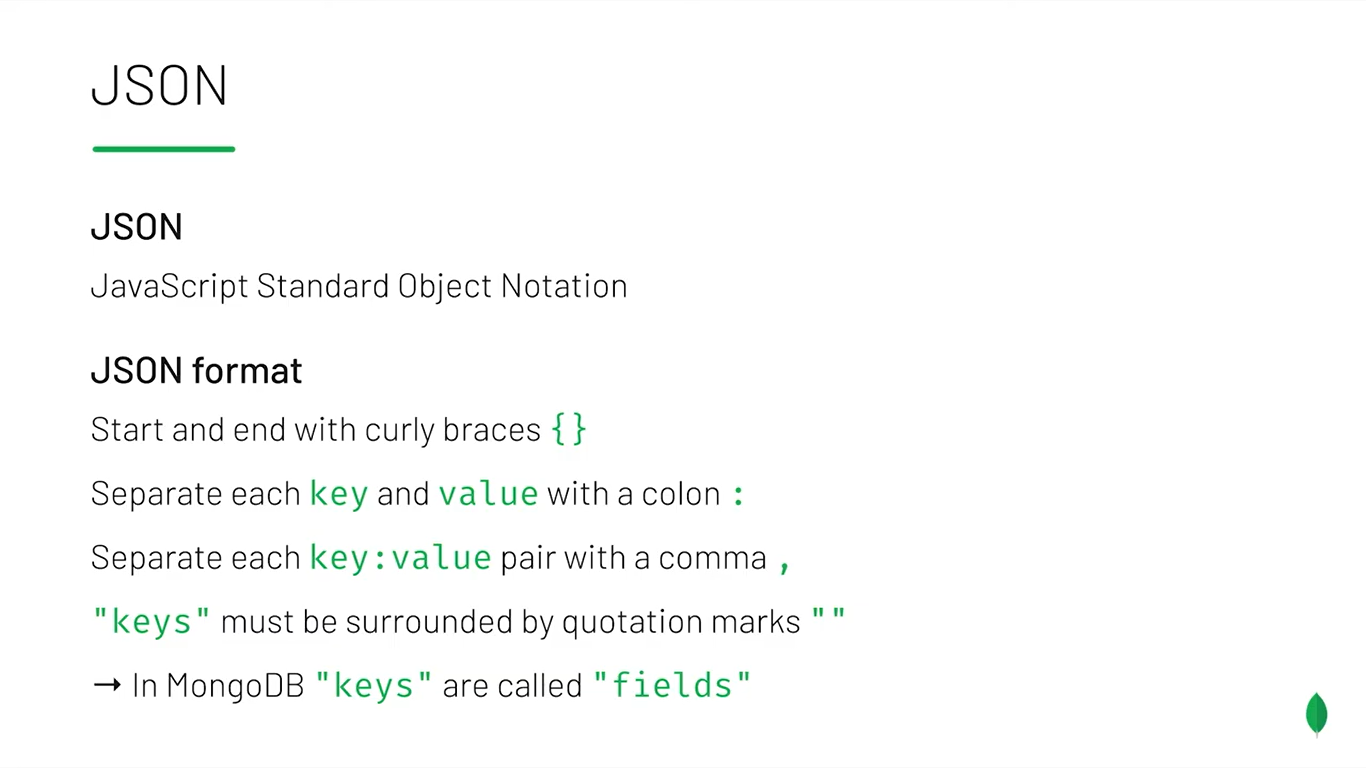 JSON
JSON
JavaScript Standard Object Notation
JSON format
Start and end with curly braces {}
Separate each key and value with a colon :
Separate each key:value pair with a comma ,
"keys" must be surrounded by quotation marks ""
→ In MongoDB "keys" are called "fields"